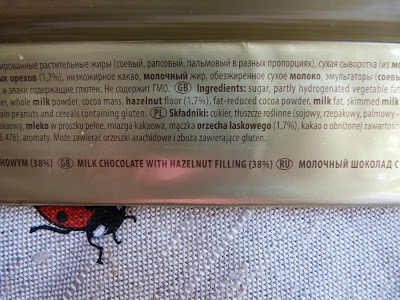 ированные растительные жиры (соевый, рапсовый, пальмовый в разных пропорциях), сухая сыворотка (из мо
ых орехов (1,7%), низкожирное какао, молочный жир, обезжиренное сухое молоко, эмульгаторы (соевы
и злаки содержащие глютен. Не содержит ГМО. GB Ingredients: sugar, partly hydrogenated vegetable fat
der, whole milk powder, cocoa mass, hazelnut flour (1,7%), fat-reduced cocoa powder, milk fat, skimmed milk
ain peanuts and cereals containing gluten. PL Składniki: cukier, tłuszcze roślinne (sojowy, rzepakowy, palmowy -
akaowy, mleko w proszku pełne, miazga kakaowa, mączka orzecha laskowego (1,7%), kakao o obniżonej zawartości
E 476), aromaty. Może zawierać orzeszki arachidowe i zboża zawierające gluten.
ХОВЫМ (38%) GB MILK CHOCOLATE WITH HAZELNUT FILLING (38%) RU МОЛОЧНЫЙ ШОКОЛАД С